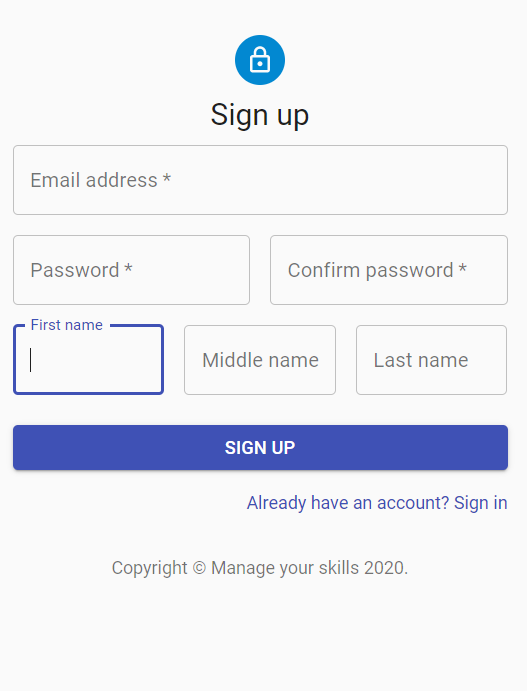 Sign up
Email address *
Password *
Confirm password *
First name
Middle name
Last name
SIGN UP
Already have an account? Sign in
Copyright © Manage your skills 2020.